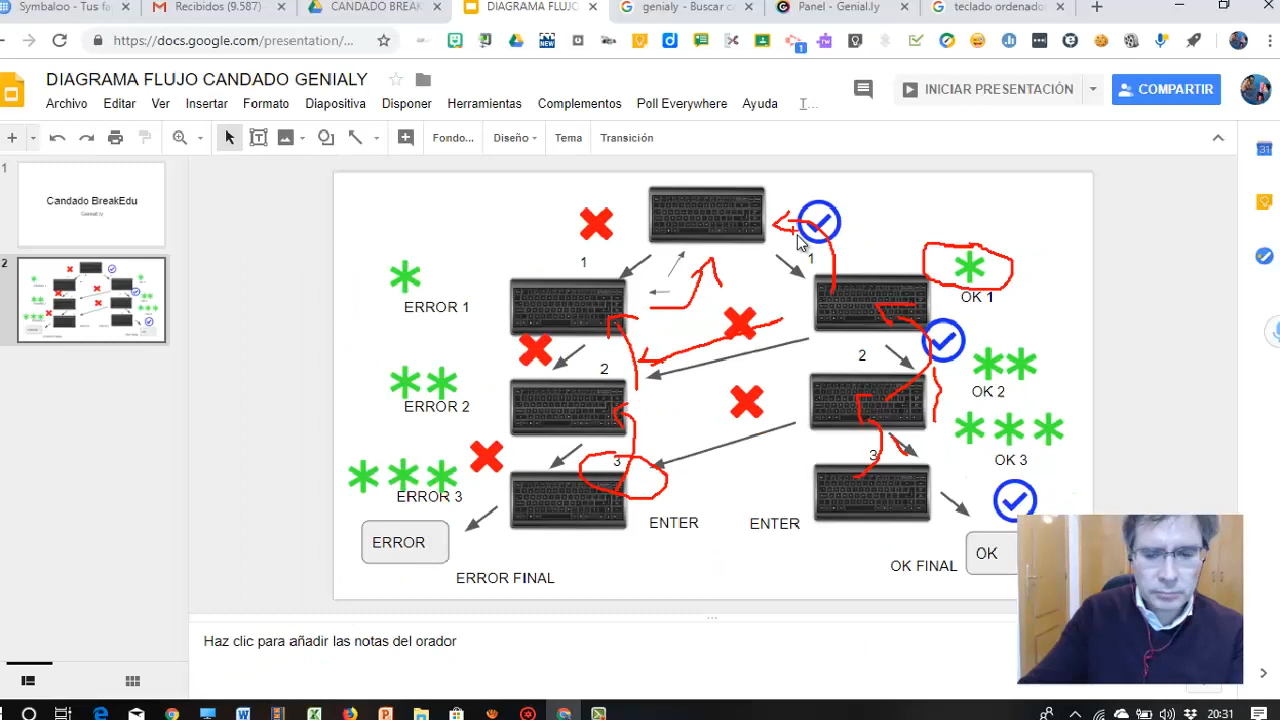 Symbaloo - Tus fa
Recibidos (9.587)
CANDADO BREAK
DIAGRAMA FLUJO
genialy - Buscar c
Panel - Genial.ly
teclado ordenador
https://docs.google.com/presentation/...
DIAGRAMA FLUJO CANDADO GENIALY
INICIAR PRESENTACIÓN
COMPARTIR
Archivo Editar Ver Insertar Formato Diapositiva Disponer Herramientas Complementos Poll Everywhere Ayuda
Fondo... Diseño Tema Transición
1
Candado BreakEdu
Genial.ly
2
1
1
ERROR 1
OK 1
2
2
ERROR 2
OK 2
3
3
OK 3
ERROR 3
ENTER
ENTER
ERROR
OK
OK FINAL
ERROR FINAL
Haz clic para añadir las notas del orador
20:31